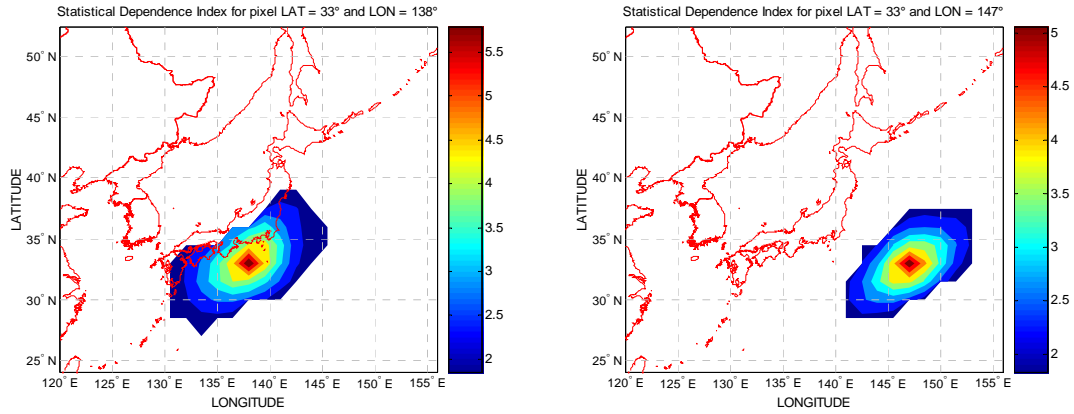 Statistical Dependence Index for pixel LAT = 33° and LON = 138°
50° N
45° N
40° N
35° N
30° N
25° N
LATITUDE
120° E 125° E 130° E 135° E 140° E 145° E 150° E 155° E
LONGITUDE
5.5
5
4.5
4
3.5
3
2.5
2
Statistical Dependence Index for pixel LAT = 33° and LON = 147°
50° N
45° N
40° N
35° N
30° N
25° N
LATITUDE
120° E 125° E 130° E 135° E 140° E 145° E 150° E 155° E
LONGITUDE
5
4.5
4
3.5
3
2.5
2